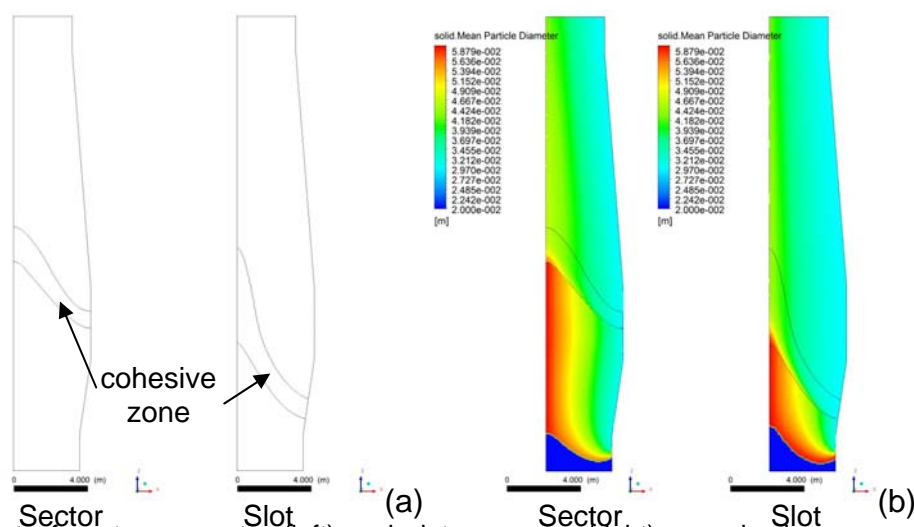 solid.Mean Particle Diameter
5.879e-002
5.636e-002
5.394e-002
5.152e-002
4.909e-002
4.667e-002
4.424e-002
4.182e-002
3.939e-002
3.697e-002
3.455e-002
3.212e-002
2.970e-002
2.727e-002
2.485e-002
2.242e-002
2.000e-002
[m]
solid.Mean Particle Diameter
5.879e-002
5.636e-002
5.394e-002
5.152e-002
4.909e-002
4.667e-002
4.424e-002
4.182e-002
3.939e-002
3.697e-002
3.455e-002
3.212e-002
2.970e-002
2.727e-002
2.485e-002
2.242e-002
2.000e-002
[m]
cohesive
zone
0 4.000 (m)
0 4.000 (m)
0 4.000 (m)
0 4.000 (m)
Sector
Slot
(a)
Sector
Slot
(b)